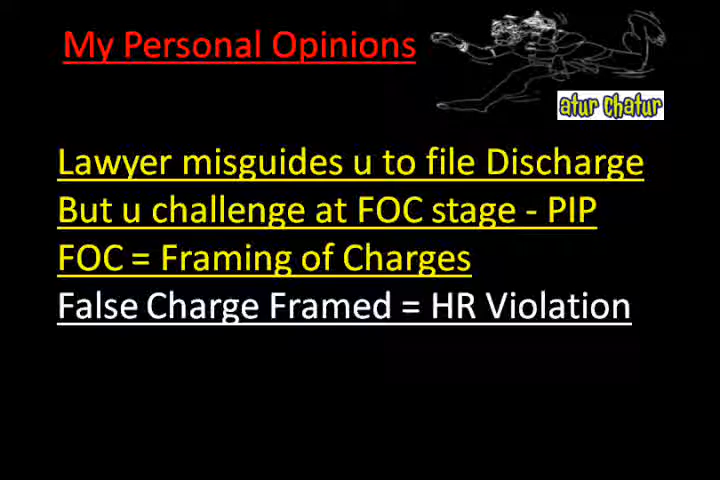 My Personal Opinions
atur chatur
Lawyer misguides u to file Discharge
But u challenge at FOC stage - PIP
FOC = Framing of Charges
False Charge Framed = HR Violation